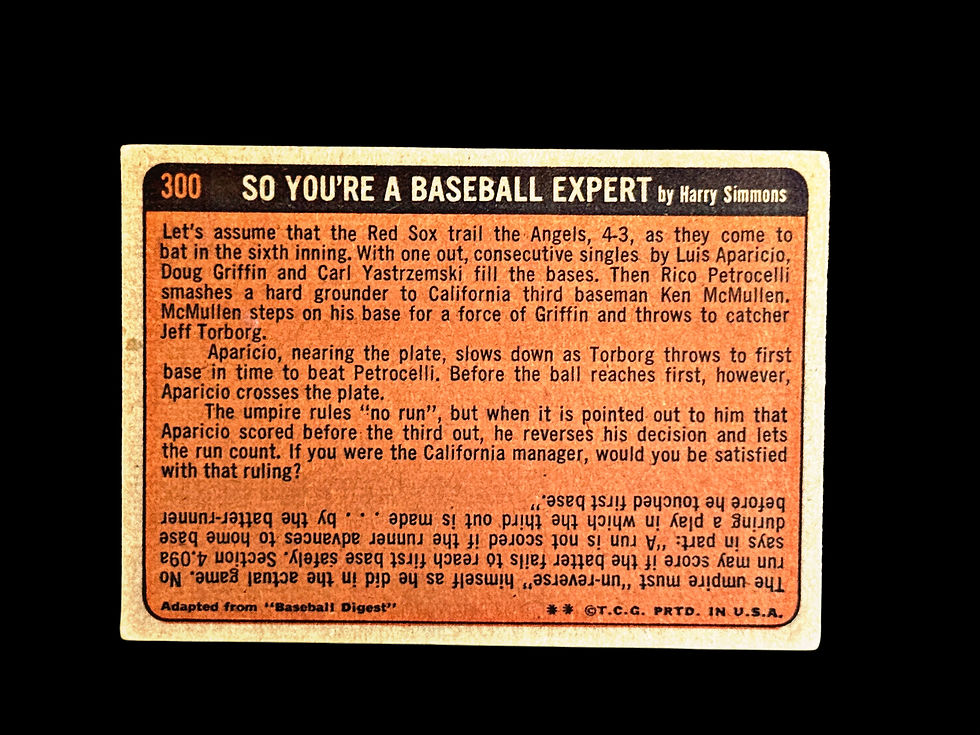 300 SO YOU'RE A BASEBALL EXPERT by Harry Simmons
Let's assume that the Red Sox trail the Angels, 4-3, as they come to
bat in the sixth inning. With one out, consecutive singles by Luis Aparicio,
Doug Griffin and Carl Yastrzemski fill the bases. Then Rico Petrocelli
smashes a hard grounder to California third baseman Ken McMullen.
McMullen steps on his base for a force of Griffin and throws to catcher
Jeff Torborg.
Aparicio, nearing the plate, slows down as Torborg throws to first
base in time to beat Petrocelli. Before the ball reaches first, however,
Aparicio crosses the plate.
The umpire rules "no run", but when it is pointed out to him that
Aparicio scored before the third out, he reverses his decision and lets
the run count. If you were the California manager, would you be satisfied
with that ruling?
The umpire must "un-reverse" himself as he did in the actual game. No
run may score if the batter fails to reach first base safely. Section 4.09a
says in part: "A run is not scored if the runner advances to home base
during a play in which the third out is made . . . by the batter-runner
before he touched first base."
Adapted from "Baseball Digest" ** ©T.C.G. PRTD. IN U.S.A.